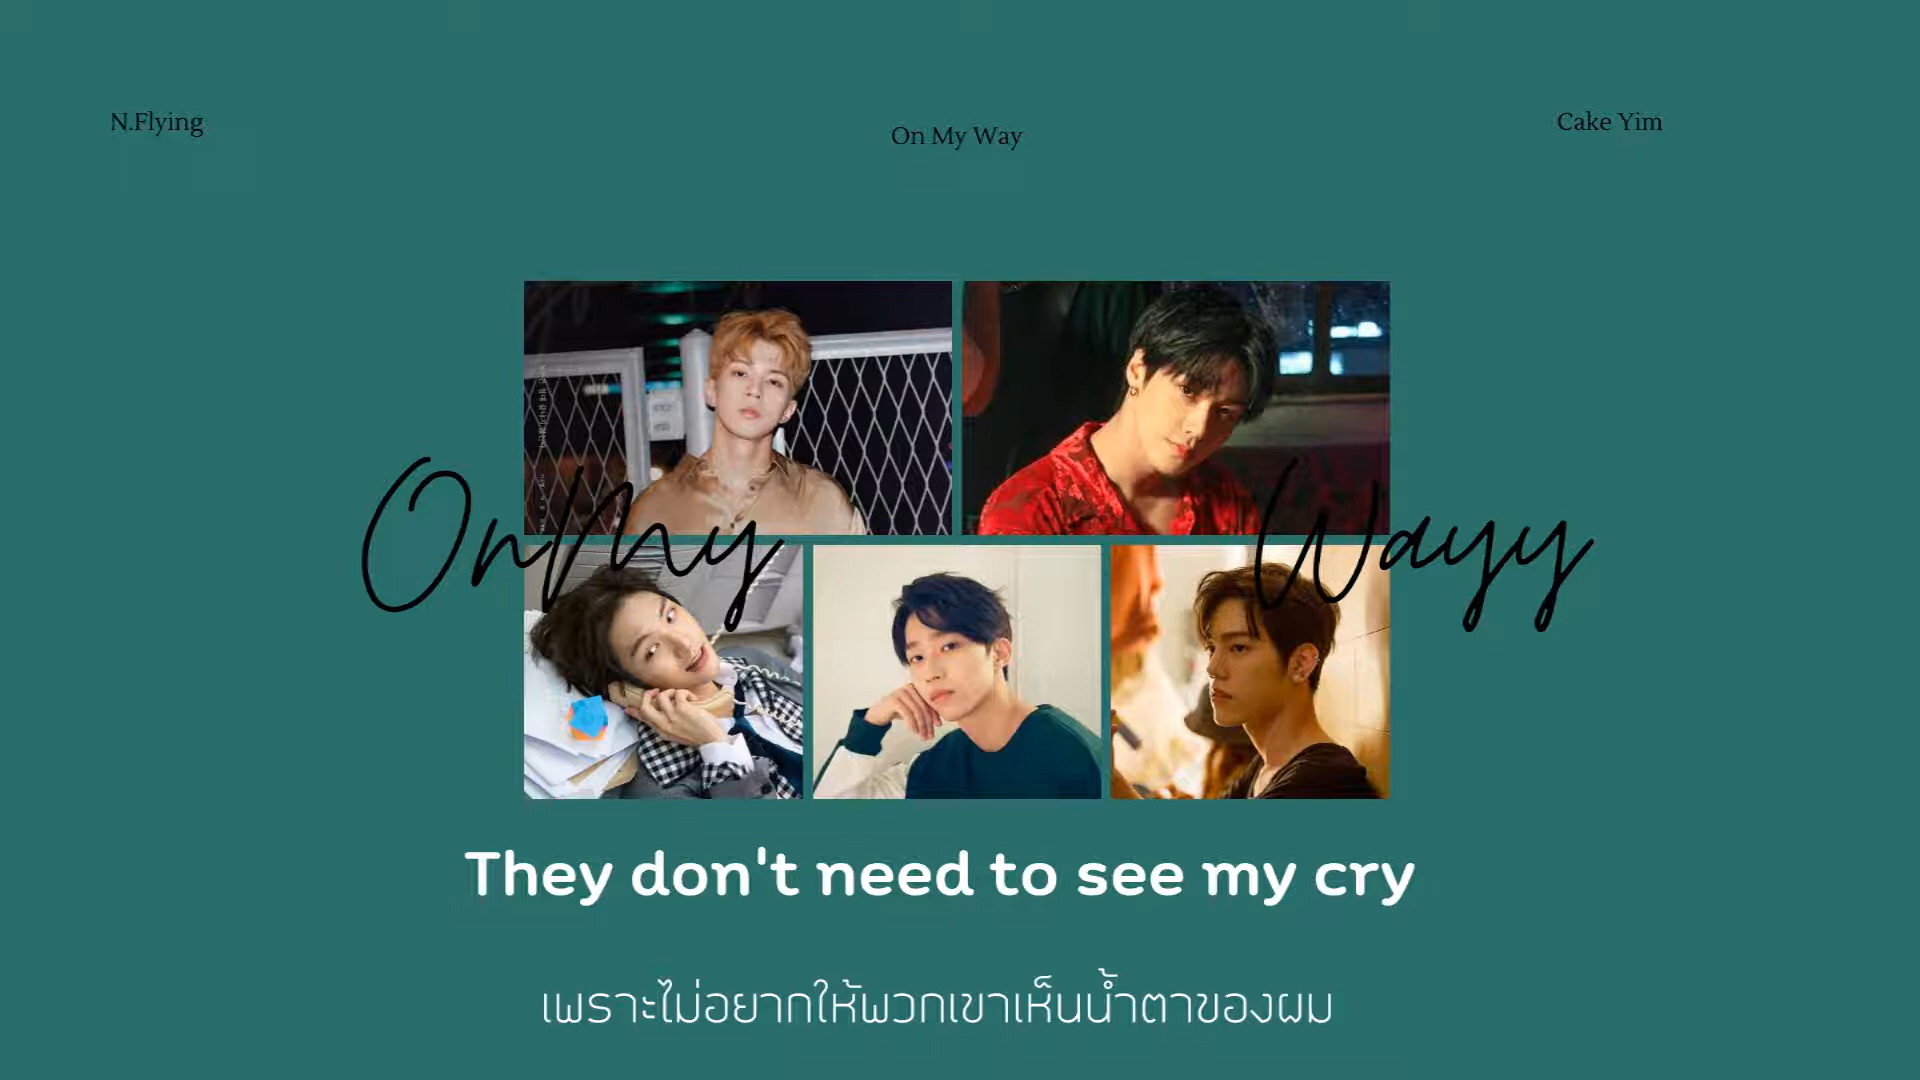 N.Flying
On My Way
Cake Yim
OnMy Wayy
They don't need to see my cry
เพราะไม่อยากให้พวกเขาเห็นน้ำตาของผม